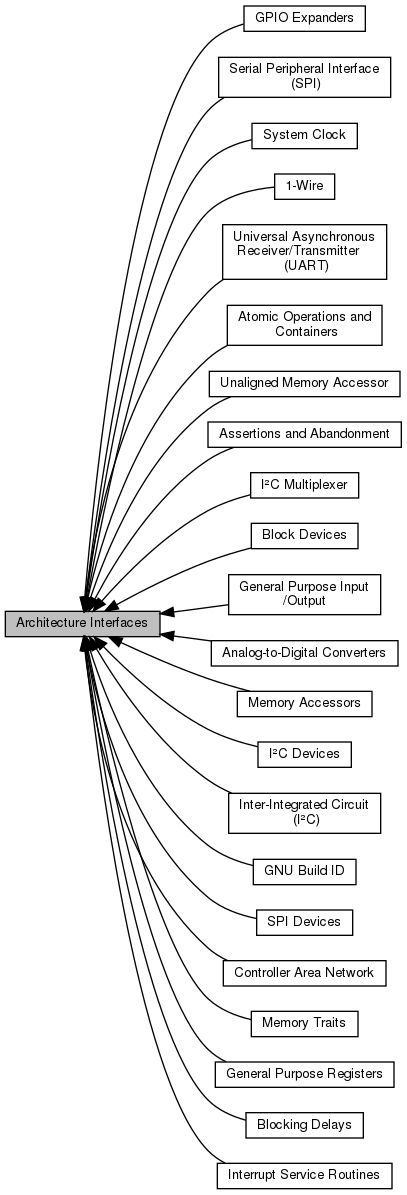 GPIO Expanders
Serial Peripheral Interface
(SPI)
System Clock
1-Wire
Universal Asynchronous
Receiver/Transmitter
(UART)
Atomic Operations and
Containers
Unaligned Memory Accessor
Assertions and Abandonment
I²C Multiplexer
Block Devices
General Purpose Input
/Output
Architecture Interfaces
Analog-to-Digital Converters
Memory Accessors
I²C Devices
Inter-Integrated Circuit
(I²C)
GNU Build ID
SPI Devices
Controller Area Network
Memory Traits
General Purpose Registers
Blocking Delays
Interrupt Service Routines